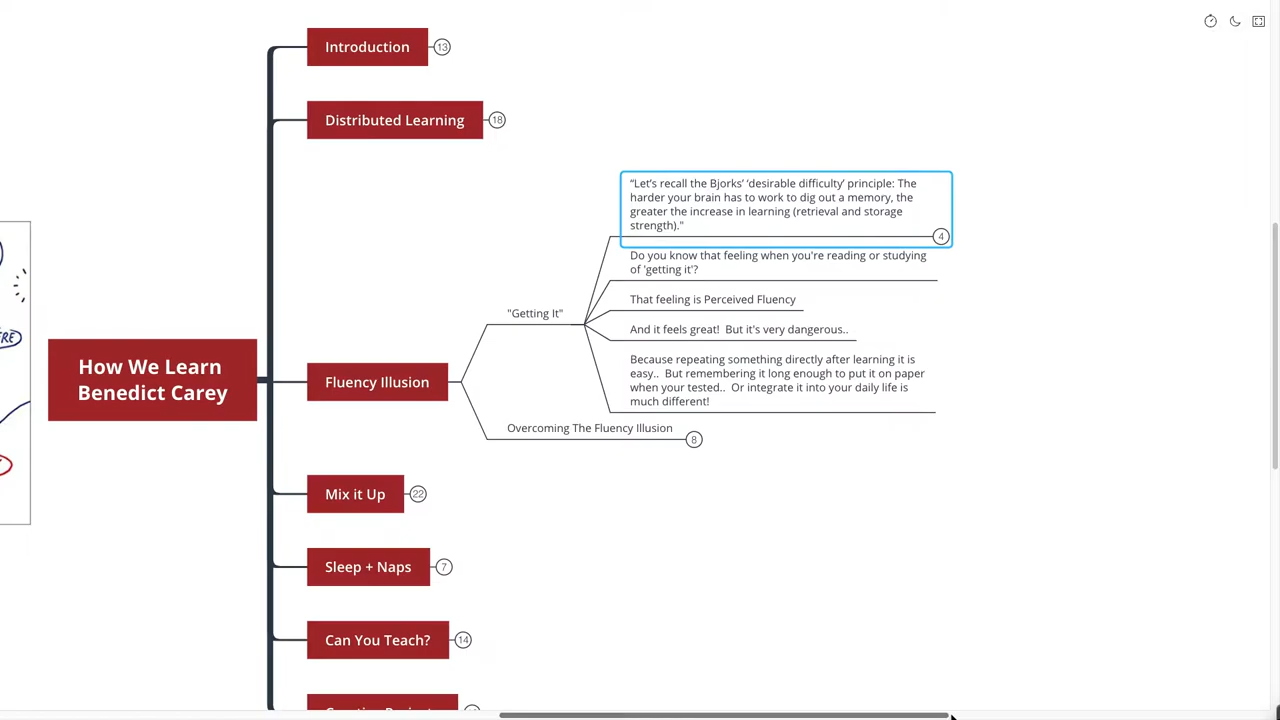 Introduction
13
Distributed Learning
18
"Let's recall the Bjorks' 'desirable difficulty' principle: The
harder your brain has to work to dig out a memory, the
greater the increase in learning (retrieval and storage
strength)."
4
Do you know that feeling when you're reading or studying
of 'getting it'?
"Getting It"
That feeling is Perceived Fluency
And it feels great!  But it's very dangerous..
Because repeating something directly after learning it is
easy..  But remembering it long enough to put it on paper
when your tested..  Or integrate it into your daily life is
much different!
How We Learn
Benedict Carey
Fluency Illusion
Overcoming The Fluency Illusion
8
Mix it Up
22
Sleep + Naps
7
Can You Teach?
14